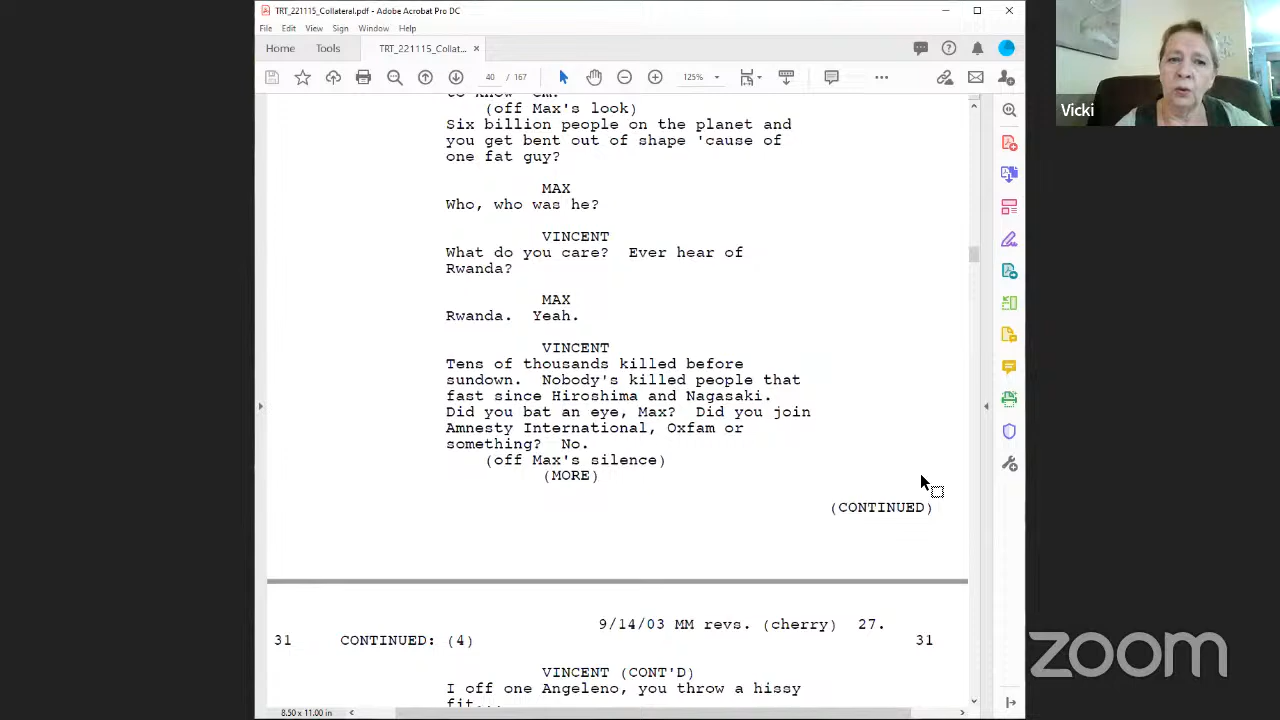 TRT_221115_Collateral.pdf - Adobe Acrobat Pro DC
File Edit View Sign Window Help
Home Tools TRT_221115_Collat... ×
40 / 167 125%
(off Max's look)
Six billion people on the planet and
you get bent out of shape 'cause of
one fat guy?
MAX
Who, who was he?
VINCENT
What do you care? Ever hear of
Rwanda?
MAX
Rwanda. Yeah.
VINCENT
Tens of thousands killed before
sundown. Nobody's killed people that
fast since Hiroshima and Nagasaki.
Did you bat an eye, Max? Did you join
Amnesty International, Oxfam or
something? No.
(off Max's silence)
(MORE)
(CONTINUED)
9/14/03 MM revs. (cherry) 27.
31 CONTINUED: (4) 31
VINCENT (CONT'D)
I off one Angeleno, you throw a hissy
fit...
8.50 x 11.00 in
Vicki
zoom